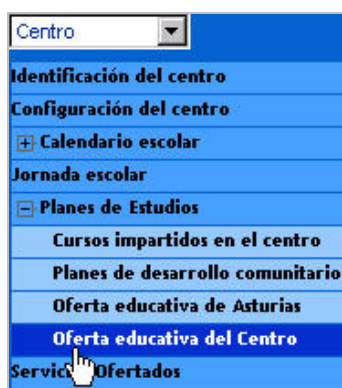 Centro
Identificación del centro
Configuración del centro
Calendario escolar
Jornada escolar
Planes de Estudios
Cursos impartidos en el centro
Planes de desarrollo comunitario
Oferta educativa de Asturias
Oferta educativa del Centro
Servicios Ofertados